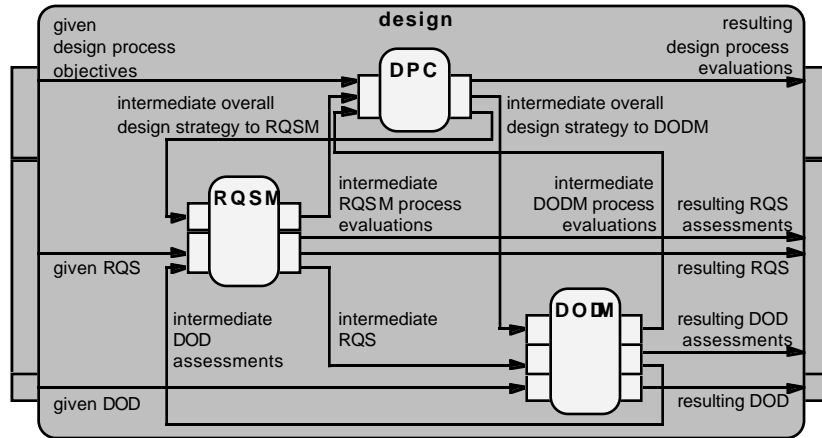 design
given
design process
objectives
resulting
design process
evaluations
DPC
intermediate overall
design strategy to RQSM
intermediate overall
design strategy to DODM
RQSM
intermediate
RQSM process
evaluations
intermediate
DODM process
evaluations
resulting RQS
assessments
given RQS
resulting RQS
intermediate
DOD
assessments
intermediate
RQS
DODM
resulting DOD
assessments
given DOD
resulting DOD